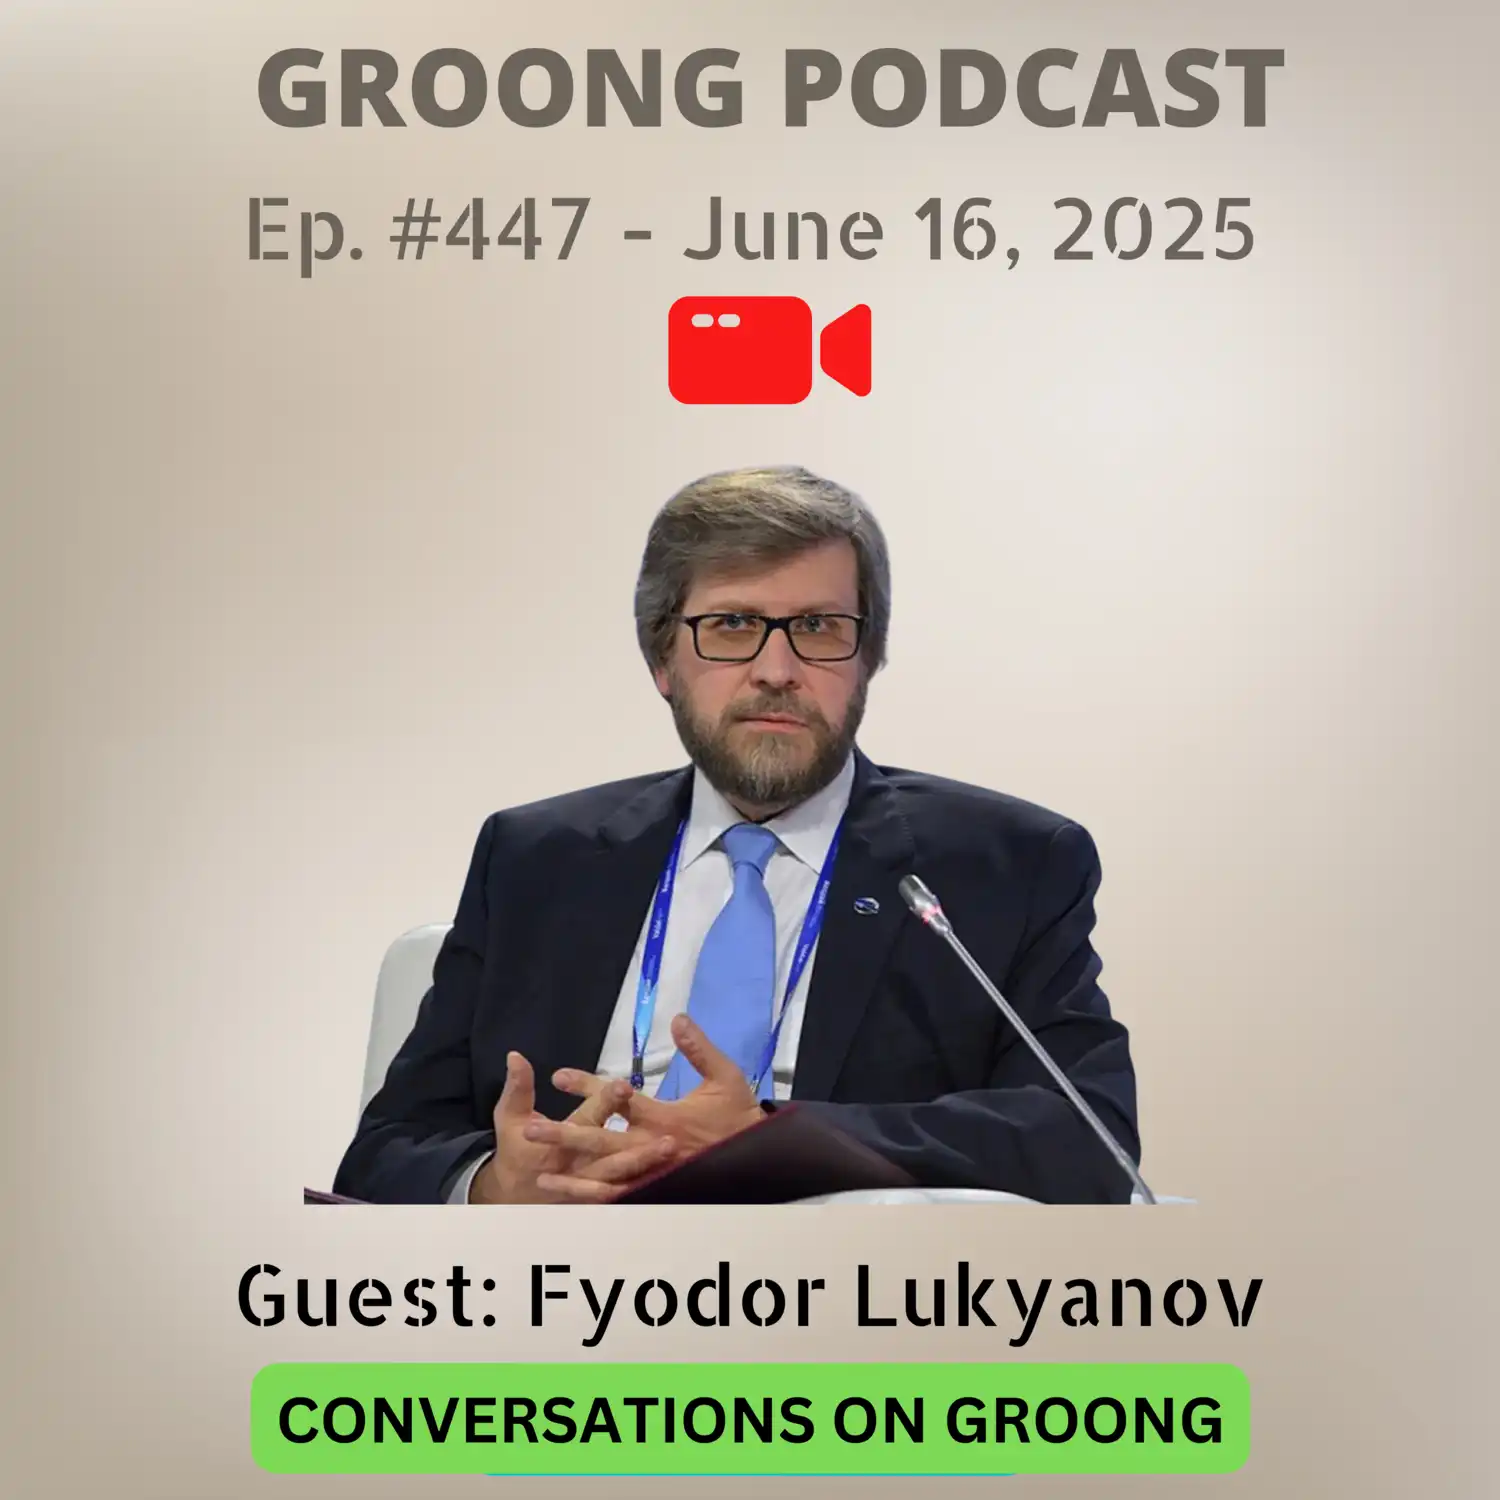 GROONG PODCAST
Ep. #447 - June 16, 2025
Guest: Fyodor Lukyanov
CONVERSATIONS ON GROONG